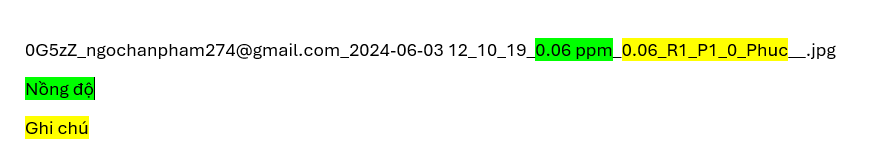 0G5zZ_ngochanpham274@gmail.com_2024-06-03 12_10_19_0.06 ppm_0.06_R1_P1_0_Phuc__.jpg
Nồng độ
Ghi chú